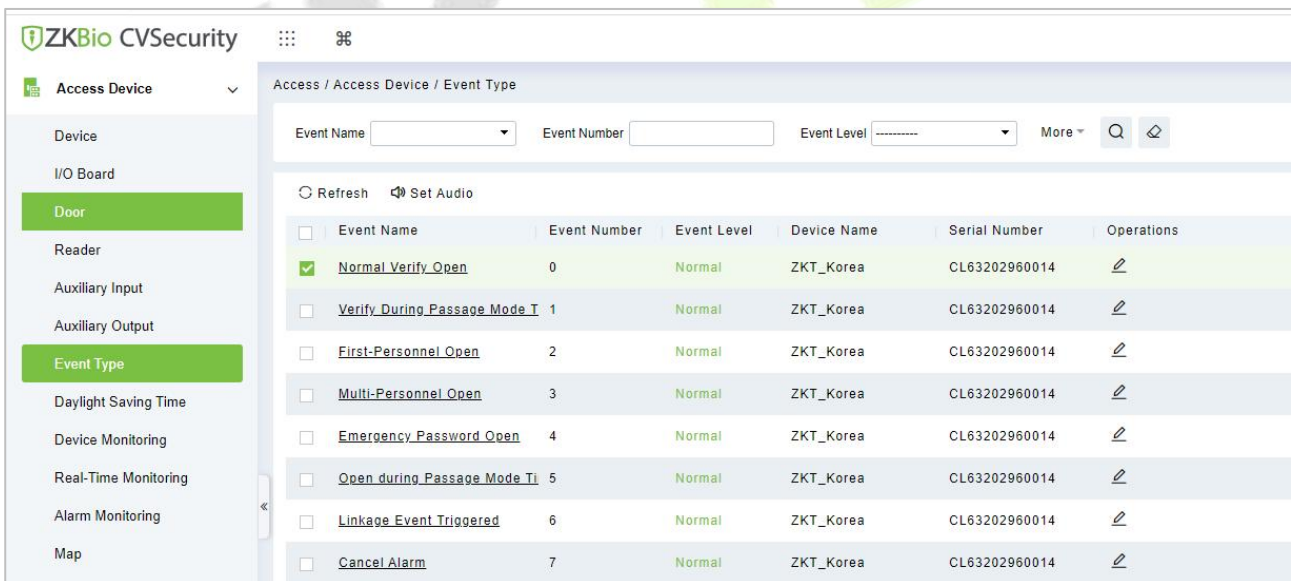 ZKBio CVSecurity
Access Device
Device
I/O Board
Door
Reader
Auxiliary Input
Auxiliary Output
Event Type
Daylight Saving Time
Device Monitoring
Real-Time Monitoring
Alarm Monitoring
Map
Access / Access Device / Event Type
Event Name Event Number Event Level ---------- More
Refresh Set Audio
Event Name Event Number Event Level Device Name Serial Number Operations
Normal Verify Open 0 Normal ZKT_Korea CL63202960014
Verify During Passage Mode T 1 Normal ZKT_Korea CL63202960014
First-Personnel Open 2 Normal ZKT_Korea CL63202960014
Multi-Personnel Open 3 Normal ZKT_Korea CL63202960014
Emergency Password Open 4 Normal ZKT_Korea CL63202960014
Open during Passage Mode Ti 5 Normal ZKT_Korea CL63202960014
Linkage Event Triggered 6 Normal ZKT_Korea CL63202960014
Cancel Alarm 7 Normal ZKT_Korea CL63202960014